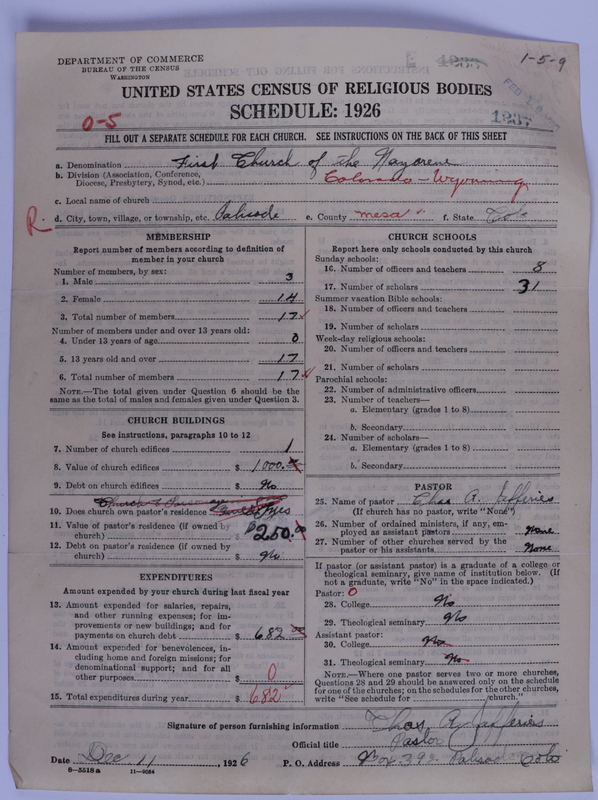 DEPARTMENT OF COMMERCE
BUREAU OF THE CENSUS
WASHINGTON
1-5-9
UNITED STATES CENSUS OF RELIGIOUS BODIES
SCHEDULE: 1926
1237
0-5
FILL OUT A SEPARATE SCHEDULE FOR EACH CHURCH. SEE INSTRUCTIONS ON THE BACK OF THIS SHEET
a. Denomination First Church of the Nazarene
b. Division (Association, Conference, Diocese, Presbytery, Synod, etc.) Colorado-Wyoming
c. Local name of church
R. d. City, town, village, or township, etc. Palisade e. County mesa f. State Colo
MEMBERSHIP
Report number of members according to definition of
member in your church
Number of members, by sex:
1. Male 3
2. Female 14
3. Total number of members 17
Number of members under and over 13 years old:
4. Under 13 years of age 0
5. 13 years old and over 17
6. Total number of members 17
NOTE.—The total given under Question 6 should be the
same as the total of males and females given under Question 3.
CHURCH BUILDINGS
See instructions, paragraphs 10 to 12
7. Number of church edifices 1
8. Value of church edifices $ 1000.
9. Debt on church edifices $ No
10. Does church own pastor's residence Yes
11. Value of pastor's residence (if owned by
church) $ 250.00
12. Debt on pastor's residence (if owned by
church) $ No
EXPENDITURES
Amount expended by your church during last fiscal year
13. Amount expended for salaries, repairs,
and other running expenses; for im-
provements or new buildings; and for
payments on church debt $ 682
14. Amount expended for benevolences, in-
cluding home and foreign missions; for
denominational support; and for all
other purposes $ 0
15. Total expenditures during year $ 682
CHURCH SCHOOLS
Report here only schools conducted by this church
Sunday schools:
16. Number of officers and teachers 8
17. Number of scholars 31
Summer vacation Bible schools:
18. Number of officers and teachers
19. Number of scholars
Week-day religious schools:
20. Number of officers and teachers
21. Number of scholars
Parochial schools:
22. Number of administrative officers
23. Number of teachers—
a. Elementary (grades 1 to 8)
b. Secondary
24. Number of scholars—
a. Elementary (grades 1 to 8)
b. Secondary
PASTOR
25. Name of pastor Chas A. Jefferies
(If church has no pastor, write "None")
26. Number of ordained ministers, if any, em-
ployed as assistant pastors None
27. Number of other churches served by the
pastor or his assistants None
If pastor (or assistant pastor) is a graduate of a college or
theological seminary, give name of institution below. (If
not a graduate, write "No" in the space indicated.)
Pastor: 0
28. College No
29. Theological seminary No
Assistant pastor:
30. College No
31. Theological seminary No
NOTE.—Where one pastor serves two or more churches,
Questions 28 and 29 should be answered only on the schedule
for one of the churches; on the schedules for the other churches,
write "See schedule for church."
Signature of person furnishing information Chas A. Jefferies
Official title Pastor
Date Dec 11, 1926 P. O. Address Box 392 Palisade Colo
8-5518 a 11-9084